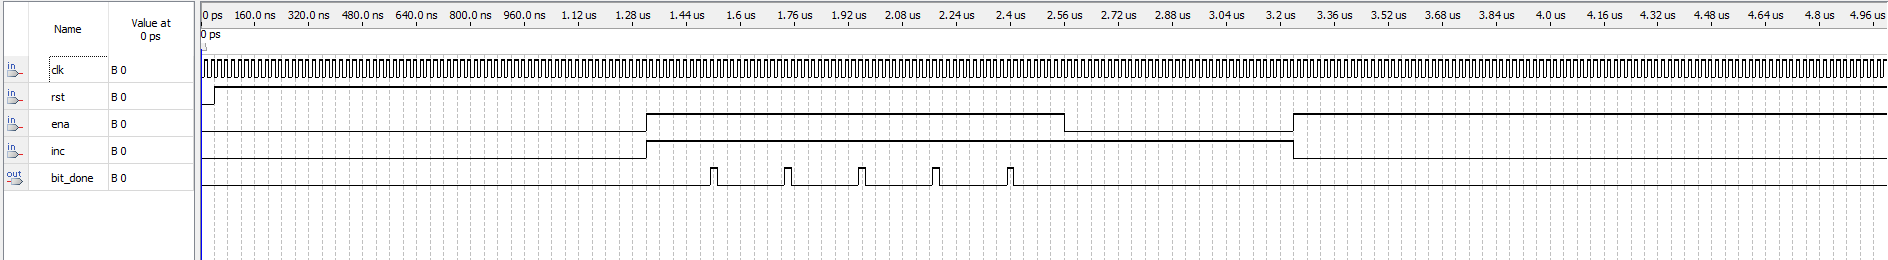 Name
Value at
0 ps
0 ps 160.0 ns 320.0 ns 480.0 ns 640.0 ns 800.0 ns 960.0 ns 1.12 us 1.28 us 1.44 us 1.6 us 1.76 us 1.92 us 2.08 us 2.24 us 2.4 us 2.56 us 2.72 us 2.88 us 3.04 us 3.2 us 3.36 us 3.52 us 3.68 us 3.84 us 4.0 us 4.16 us 4.32 us 4.48 us 4.64 us 4.8 us 4.96 us
0 ps
in clk B 0
in rst B 0
in ena B 0
in inc B 0
out bit_done B 0